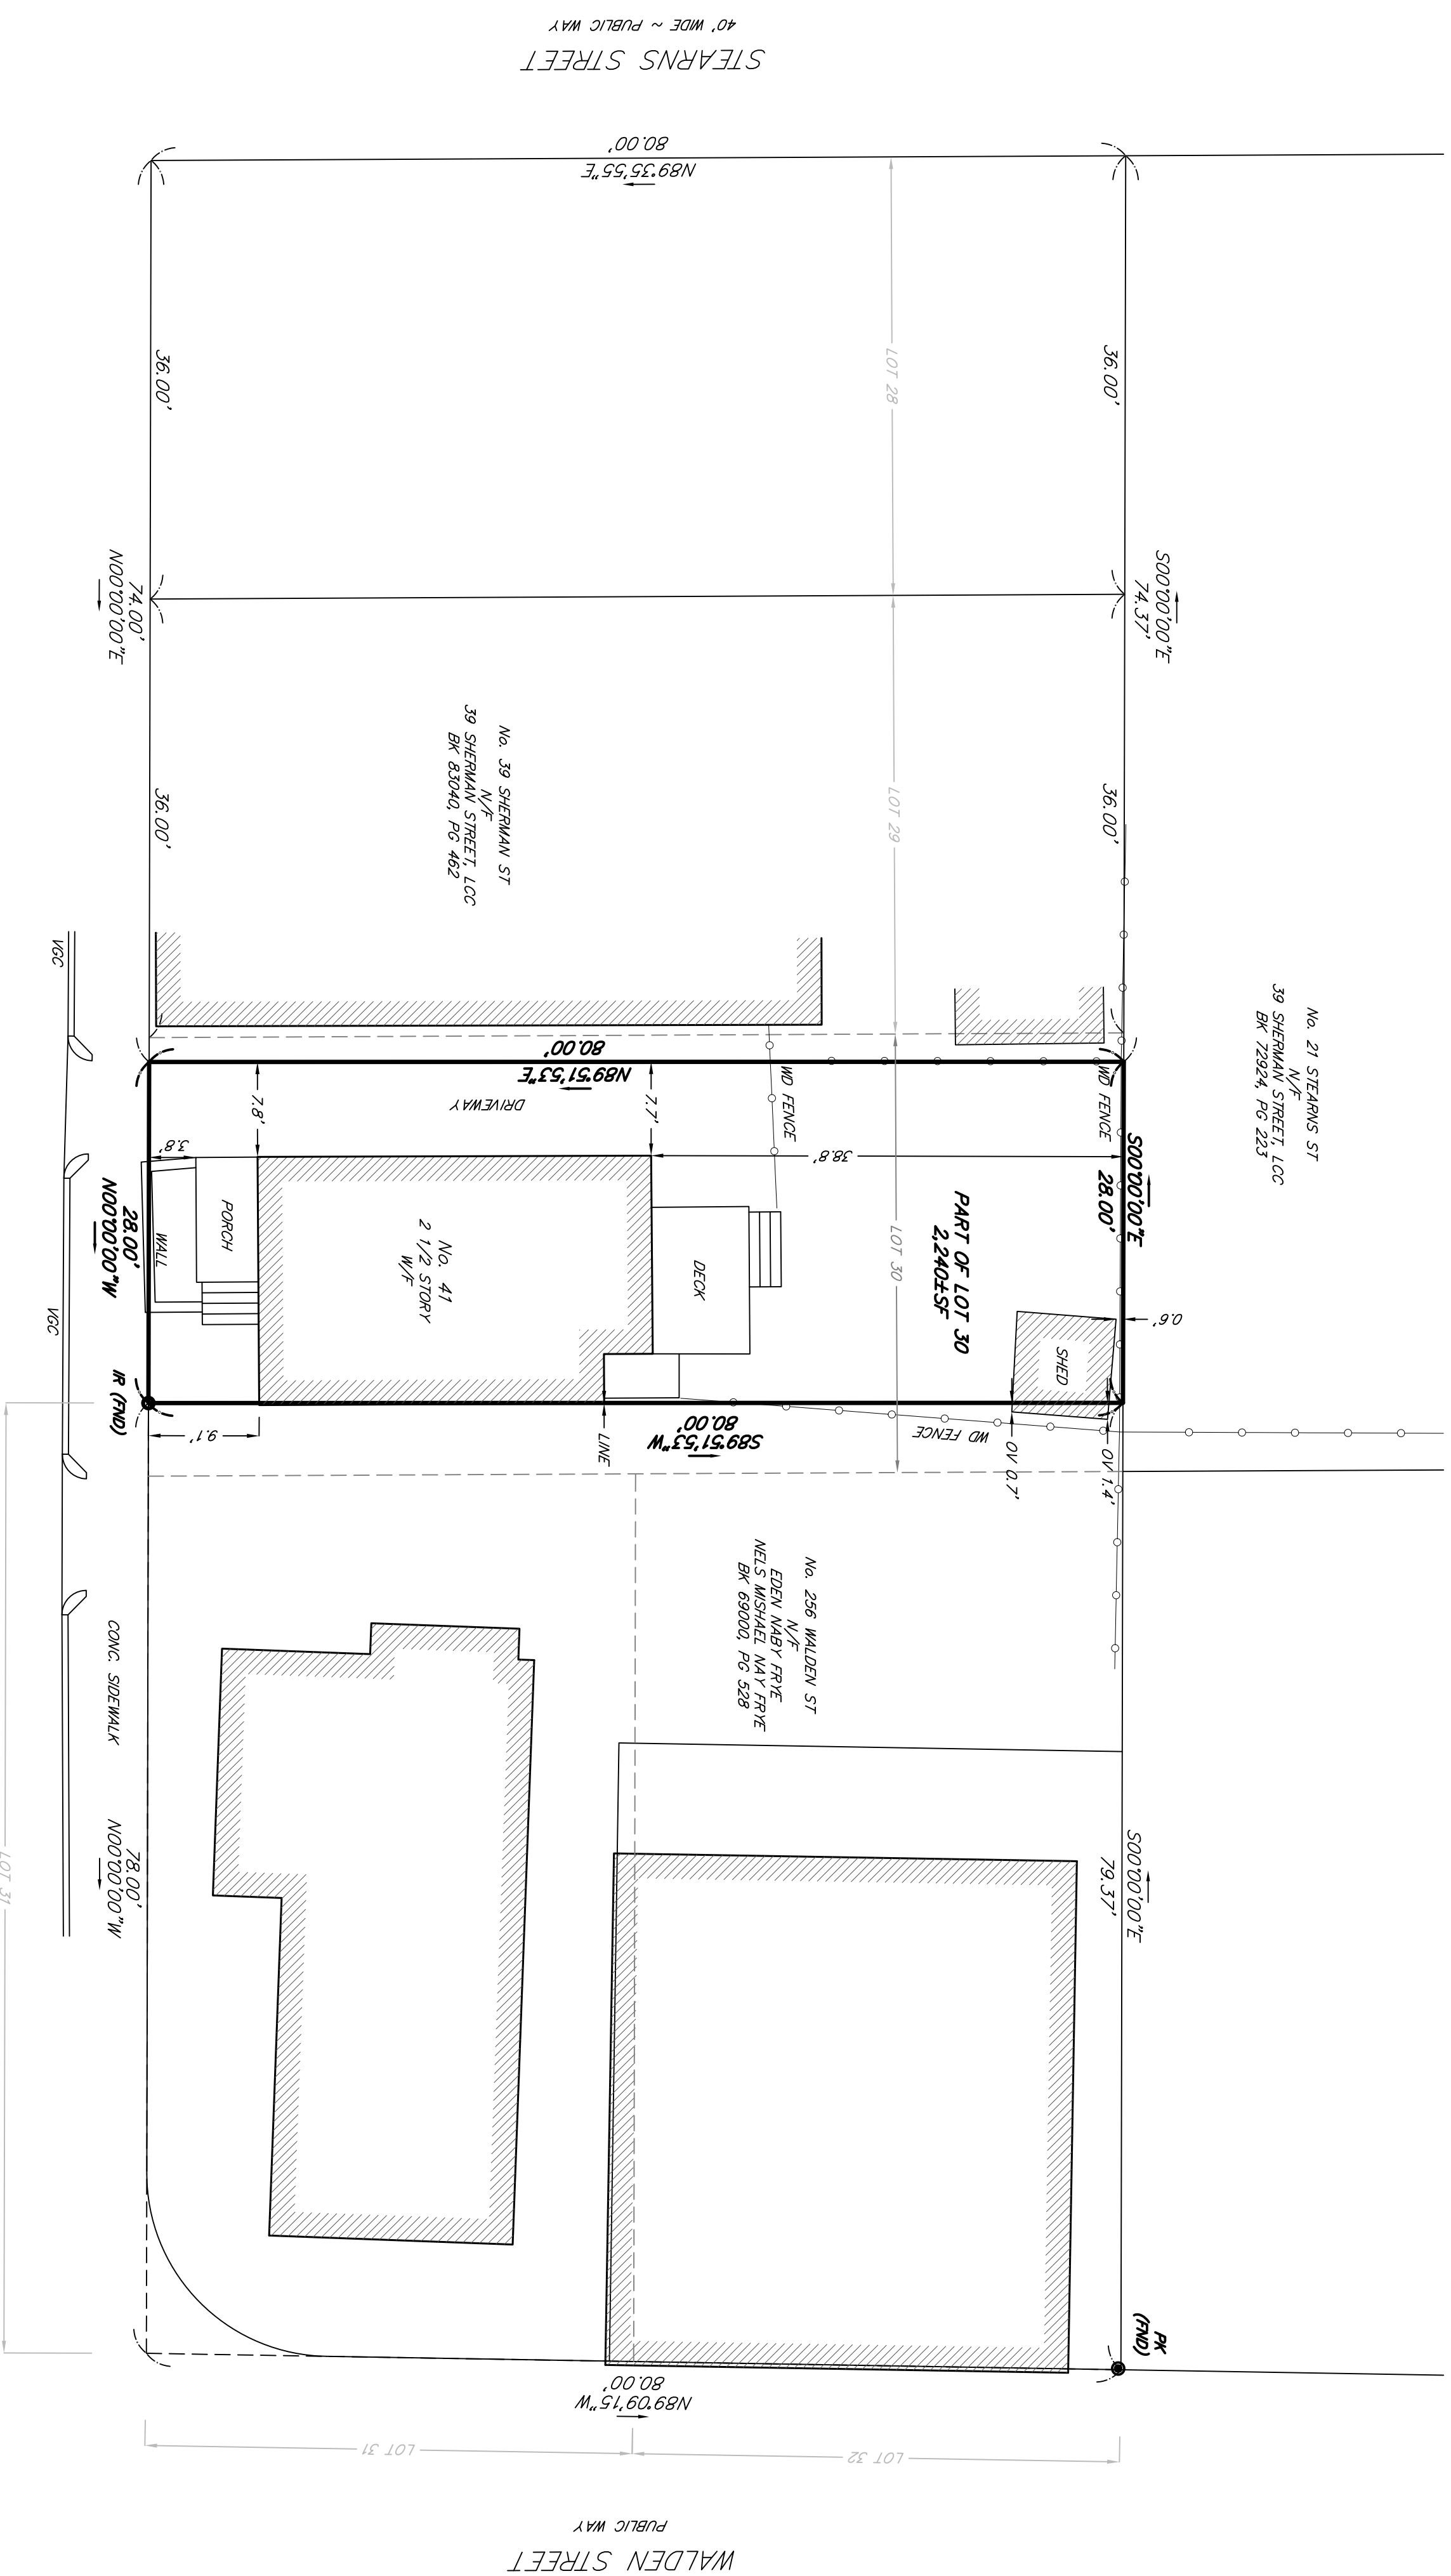 STEARNS STREET
40' WIDE ~ PUBLIC WAY
80.00'
N89°35'55"E
36.00'
36.00'
LOT 28
74.00'
N00°00'00"E
S00°00'00"E
74.37'
36.00'
36.00'
LOT 29
No. 39 SHERMAN ST
N/F
39 SHERMAN STREET, LCC
BK 83040, PG 462
No. 21 STEARNS ST
N/F
39 SHERMAN STREET, LCC
BK 72924, PG 223
VGC
80.00'
N89°51'53"E
DRIVEWAY
WD FENCE
WD FENCE
7.8'
7.7'
3.8'
38.8'
S00°00'00"E
28.00'
28.00'
N00°00'00"W
WALL
PORCH
No. 41
2 1/2 STORY
W/F
DECK
PART OF LOT 30
2,240±SF
LOT 30
SHED
0.6'
VGC
IR (FND)
9.1'
LINE
S89°51'53"W
80.00'
WD FENCE
OV 0.7'
OV 1.4'
No. 256 WALDEN ST
N/F
EDEN NABY FRYE
NELS MISHAEL NAY FRYE
BK 69000, PG 528
CONC. SIDEWALK
78.00'
N00°00'00"W
S00°00'00"E
79.37'
LOT 31
PK
(FND)
80.00'
N89°09'15"W
LOT 31
LOT 32
WALDEN STREET
PUBLIC WAY